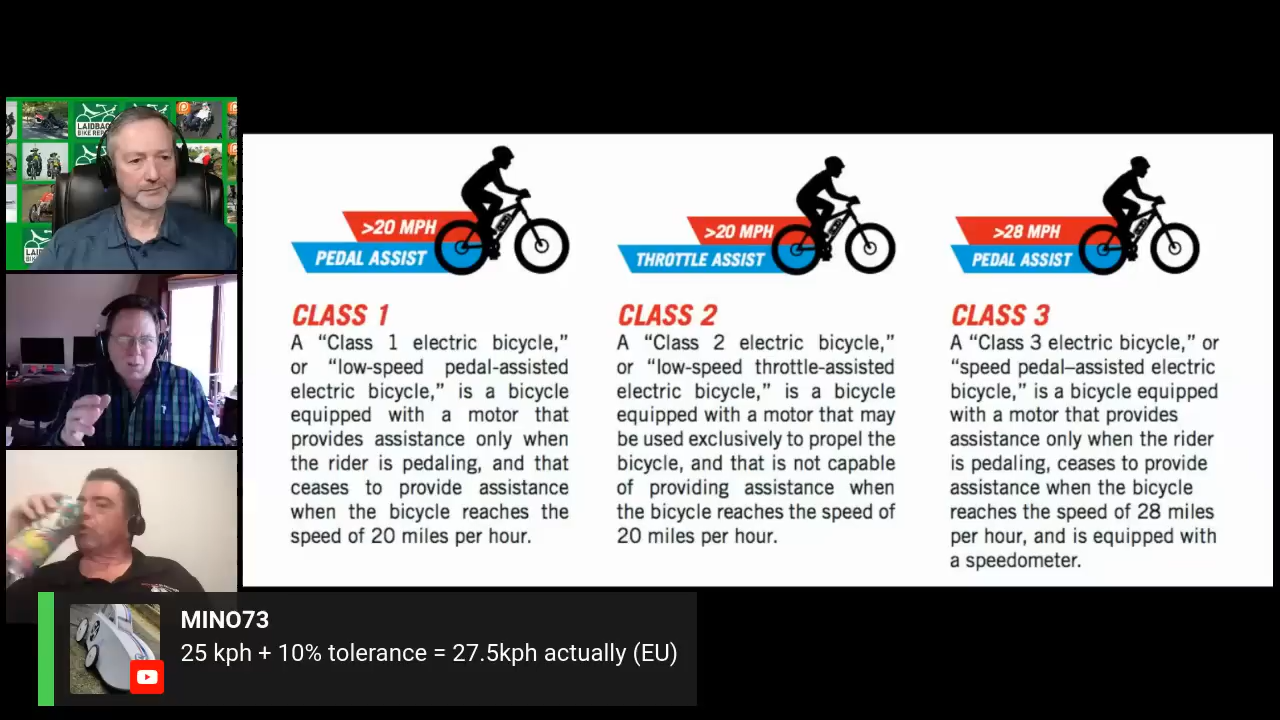 LAIDBAC
BIKE REP
LAID
BIKE
>20 MPH
PEDAL ASSIST
CLASS 1
A “Class 1 electric bicycle,”
or “low-speed pedal-assisted
electric bicycle,” is a bicycle
equipped with a motor that
provides assistance only when
the rider is pedaling, and that
ceases to provide assistance
when the bicycle reaches the
speed of 20 miles per hour.
>20 MPH
THROTTLE ASSIST
CLASS 2
A “Class 2 electric bicycle,”
or “low-speed throttle-assisted
electric bicycle,” is a bicycle
equipped with a motor that may
be used exclusively to propel the
bicycle, and that is not capable
of providing assistance when
the bicycle reaches the speed of
20 miles per hour.
>28 MPH
PEDAL ASSIST
CLASS 3
A “Class 3 electric bicycle,” or
“speed pedal–assisted electric
bicycle,” is a bicycle equipped
with a motor that provides
assistance only when the rider
is pedaling, ceases to provide
assistance when the bicycle
reaches the speed of 28 miles
per hour, and is equipped with
a speedometer.
MINO73
25 kph + 10% tolerance = 27.5kph actually (EU)